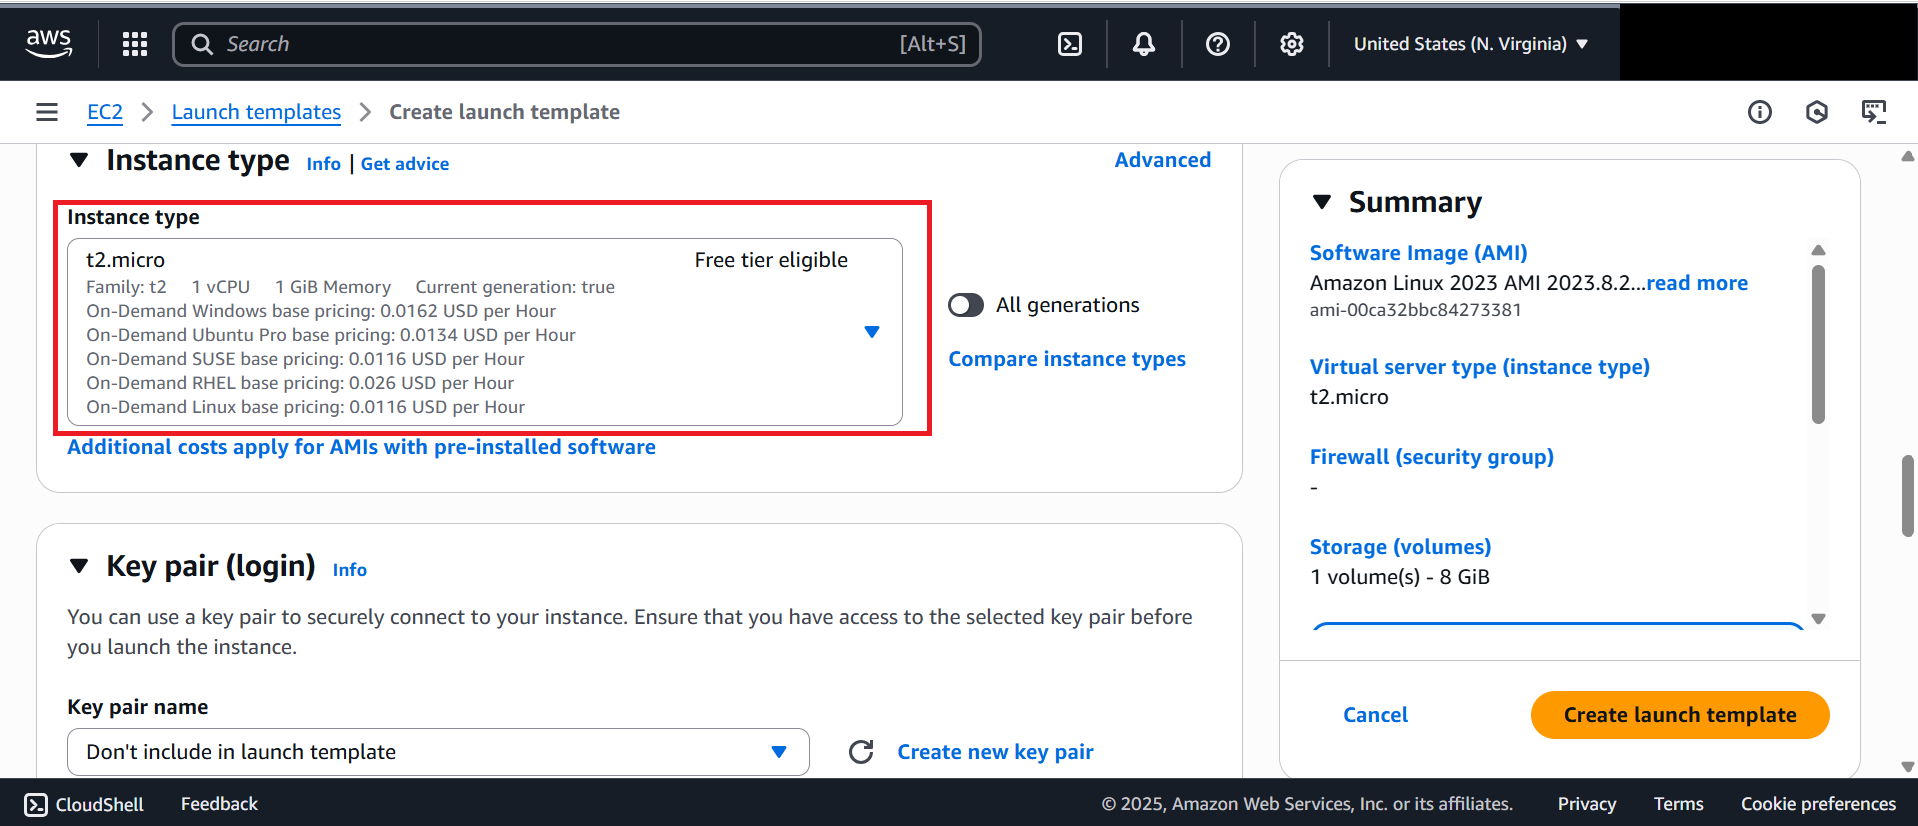 aws
Search [Alt+S]
United States (N. Virginia)
EC2 > Launch templates > Create launch template
Instance type Info | Get advice
Advanced
Instance type
t2.micro Free tier eligible
Family: t2 1 vCPU 1 GiB Memory Current generation: true
On-Demand Windows base pricing: 0.0162 USD per Hour
On-Demand Ubuntu Pro base pricing: 0.0134 USD per Hour
On-Demand SUSE base pricing: 0.0116 USD per Hour
On-Demand RHEL base pricing: 0.026 USD per Hour
On-Demand Linux base pricing: 0.0116 USD per Hour
All generations
Compare instance types
Additional costs apply for AMIs with pre-installed software
Key pair (login) Info
You can use a key pair to securely connect to your instance. Ensure that you have access to the selected key pair before
you launch the instance.
Key pair name
Don't include in launch template
Create new key pair
Summary
Software Image (AMI)
Amazon Linux 2023 AMI 2023.8.2...read more
ami-00ca32bbc84273381
Virtual server type (instance type)
t2.micro
Firewall (security group)
-
Storage (volumes)
1 volume(s) - 8 GiB
Cancel
Create launch template
CloudShell Feedback
© 2025, Amazon Web Services, Inc. or its affiliates. Privacy Terms Cookie preferences